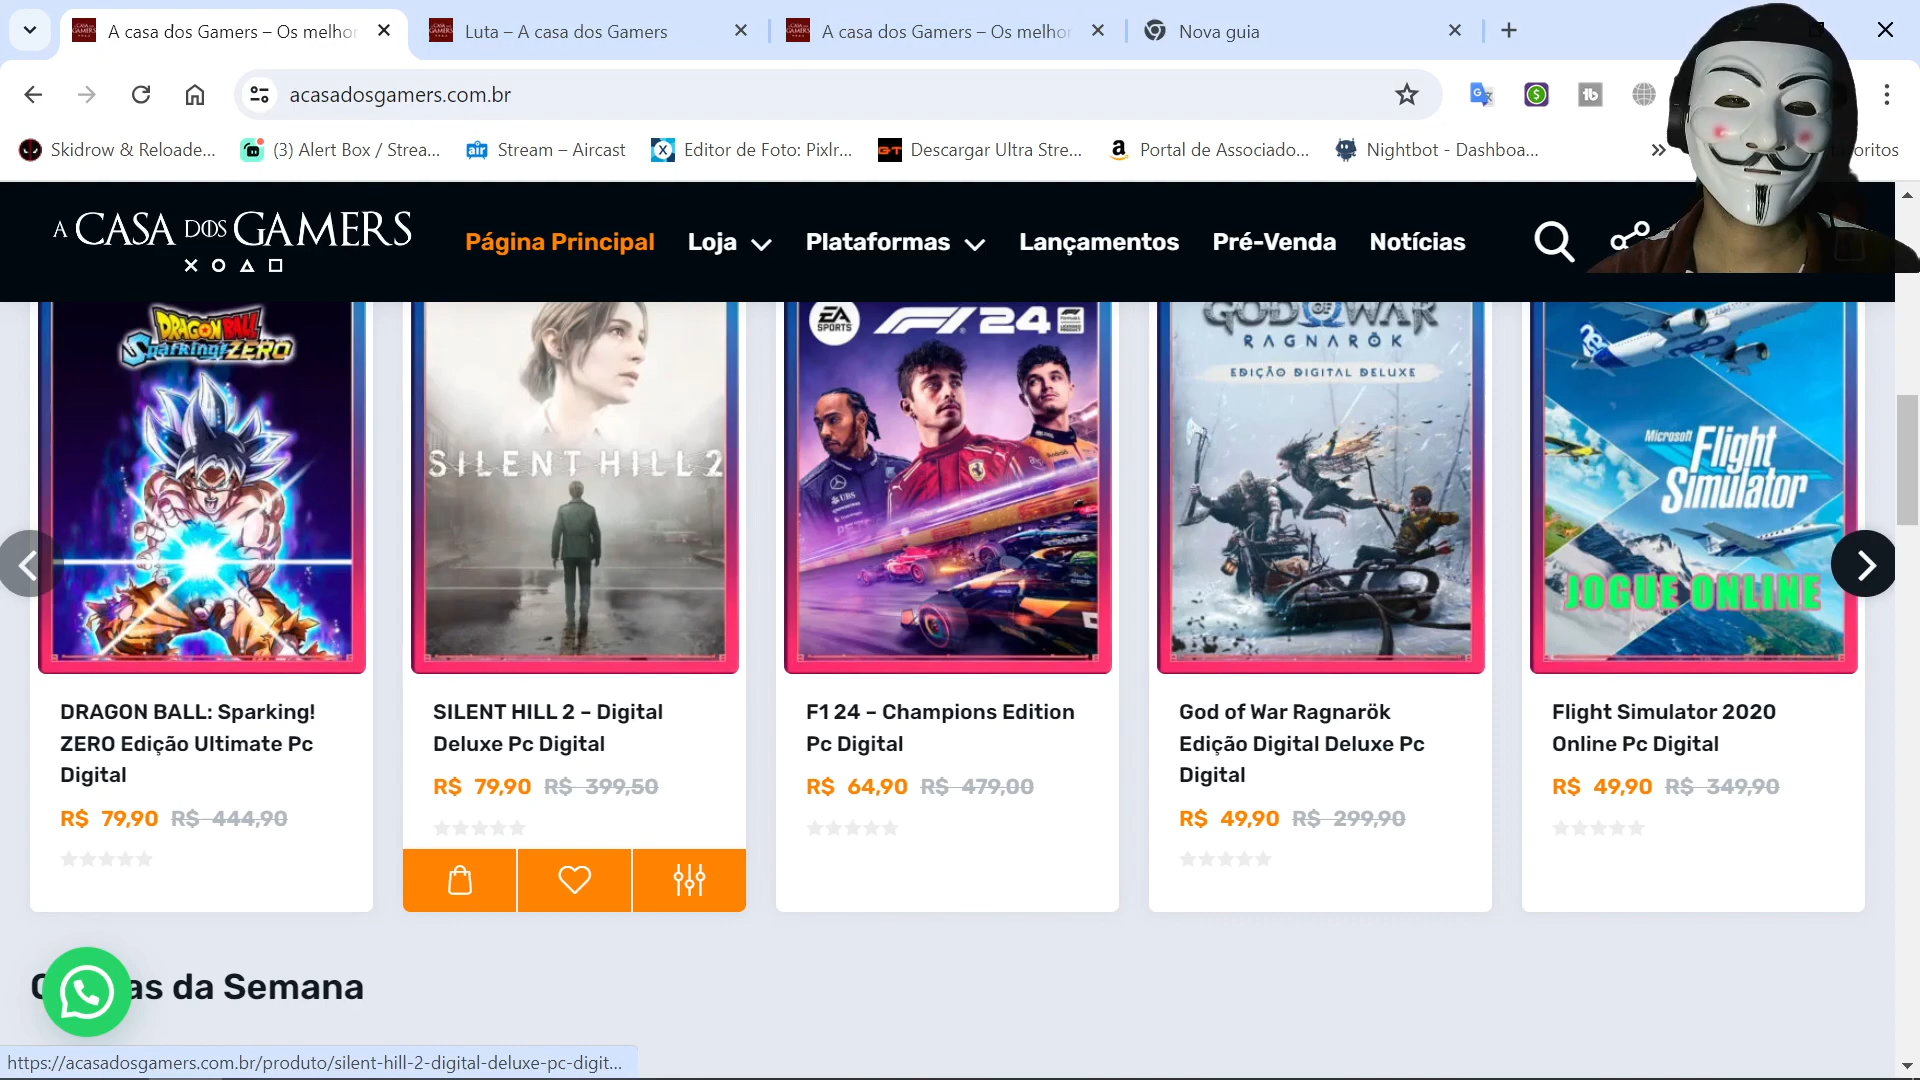 A casa dos Gamers – Os melhor
Luta – A casa dos Gamers
A casa dos Gamers – Os melhor
Nova guia
acasadosgamers.com.br
Skidrow & Reloade...
(3) Alert Box / Strea...
air
Stream – Aircast
Editor de Foto: Pixlr...
GT
Descargar Ultra Stre...
Portal de Associado...
Nightbot - Dashboa...
oritos
A CASA DOS GAMERS
Página Principal
Loja
Plataformas
Lançamentos
Pré-Venda
Notícias
DRAGON BALL
Sparking! ZERO
SILENT HILL 2
EA
SPORTS
F1 24
GOD OF WAR
RAGNARÖK
EDIÇÃO DIGITAL DELUXE
Microsoft
Flight
Simulator
JOGUE ONLINE
DRAGON BALL: Sparking!
ZERO Edição Ultimate Pc
Digital
R$ 79,90 R$ 444,90
SILENT HILL 2 – Digital
Deluxe Pc Digital
R$ 79,90 R$ 399,50
F1 24 – Champions Edition
Pc Digital
R$ 64,90 R$ 479,00
God of War Ragnarök
Edição Digital Deluxe Pc
Digital
R$ 49,90 R$ 299,90
Flight Simulator 2020
Online Pc Digital
R$ 49,90 R$ 349,90
as da Semana
https://acasadosgamers.com.br/produto/silent-hill-2-digital-deluxe-pc-digit...